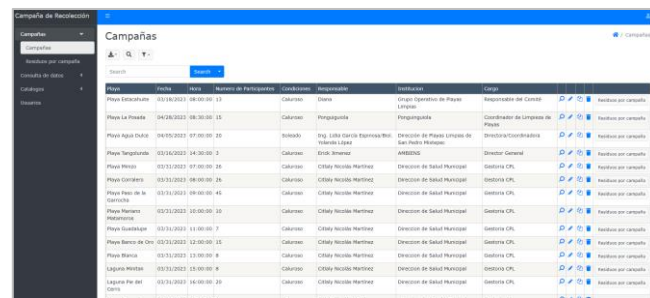 Campaña de Recolección
Campañas
Campañas
Residuos por campaña
Consulta de datos
Catalogos
Usuarios
Campañas
Campañas
Search
Search
Playa Fecha Hora Numero de Participantes Condiciones Responsable Institucion Cargo
Playa Estacahuite 03/18/2023 08:00:00 13 Caluroso Diana Grupo Operativo de Playas Limpias Responsable del Comité Residuos por campaña
Playa La Posada 04/28/2023 08:30:00 15 Caluroso Ponguinguiola Ponguinguiola Coordinador de Limpieza de Playas Residuos por campaña
Playa Agua Dulce 04/05/2023 07:00:00 20 Soleado Ing. Lidia García Espinosa/Biol. Yolanda López Dirección de Playas Limpias de San Pedro Mixtepec Directora/Coordinadora Residuos por campaña
Playa Tangolunda 03/16/2023 14:30:00 3 Caluroso Erick Jimenez AMBIENS Director General Residuos por campaña
Playa 03/31/2023 07:00:00 26 Caluroso Citlaly Nicolás Martínez Direccion de Salud Municipal Gestoria CPL Residuos por campaña
Playa Corralero 03/31/2023 08:00:00 26 Caluroso Citlaly Nicolás Martínez Direccion de Salud Municipal Gestoria CPL Residuos por campaña
Playa Paso de la Garrocha 03/31/2023 09:00:00 45 Caluroso Citlaly Nicolás Martínez Direccion de Salud Municipal Gestoria CPL Residuos por campaña
Playa Mariano Matamoros 03/31/2023 10:00:00 10 Caluroso Citlaly Nicolás Martínez Direccion de Salud Municipal Gestoria CPL Residuos por campaña
Playa Guadalupe 03/31/2023 11:00:00 7 Caluroso Citlaly Nicolás Martínez Direccion de Salud Municipal Gestoria CPL Residuos por campaña
Playa Banco de Oro 03/31/2023 12:00:00 15 Caluroso Citlaly Nicolás Martínez Direccion de Salud Municipal Gestoria CPL Residuos por campaña
Playa Blanca 03/31/2023 13:00:00 8 Caluroso Citlaly Nicolás Martínez Direccion de Salud Municipal Gestoria CPL Residuos por campaña
Laguna Minitan 03/31/2023 15:00:00 8 Caluroso Citlaly Nicolás Martínez Direccion de Salud Municipal Gestoria CPL Residuos por campaña
Laguna Pie del Cerro 03/31/2023 16:00:00 20 Caluroso Citlaly Nicolás Martínez Direccion de Salud Municipal Gestoria CPL Residuos por campaña